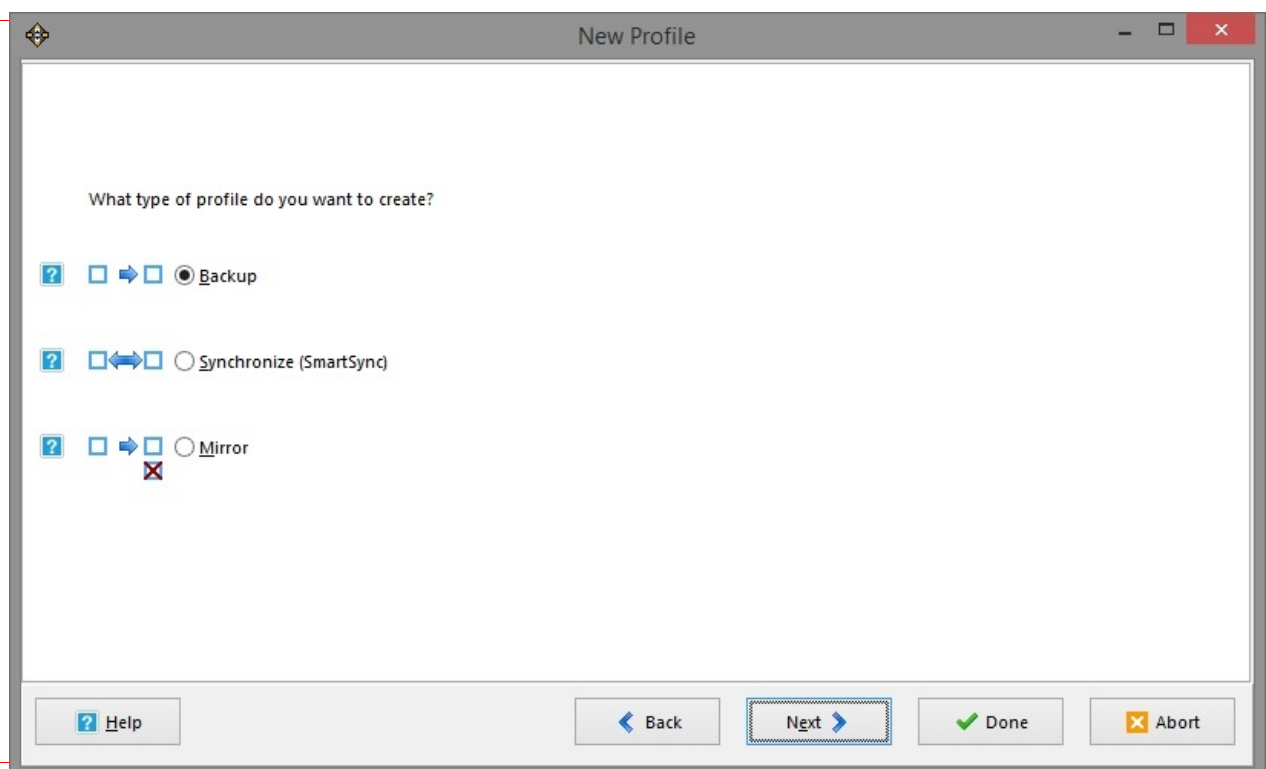 New Profile
What type of profile do you want to create?
Backup
Synchronize (SmartSync)
Mirror
Help
Back
Next
Done
Abort